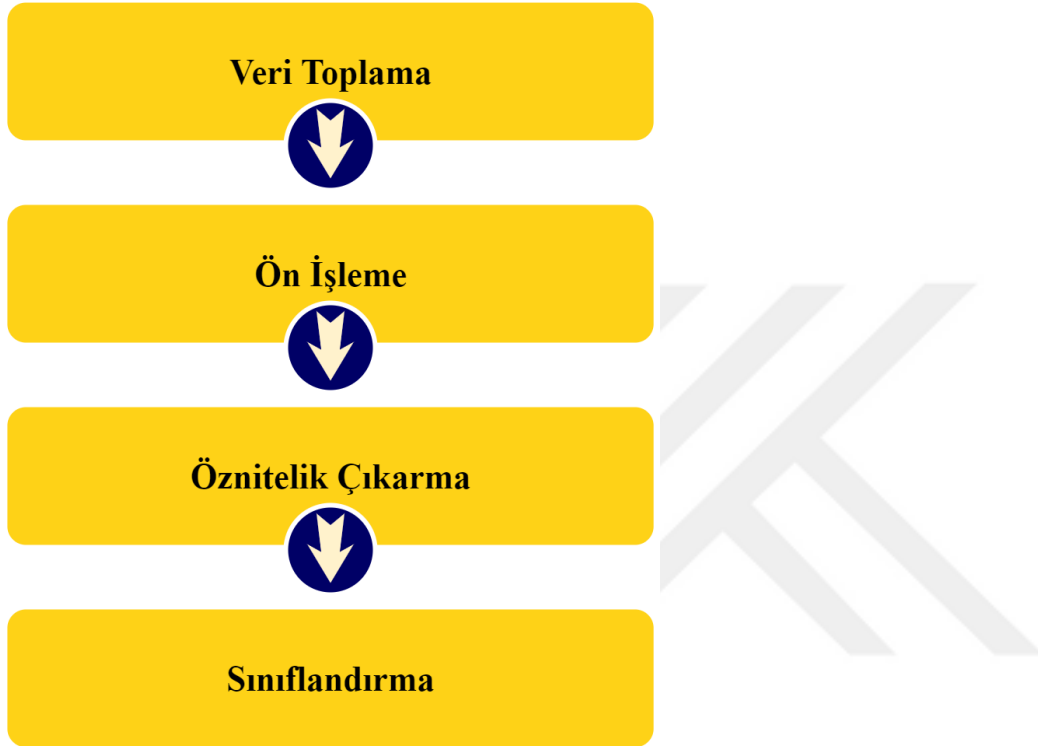 Veri Toplama
Ön İşleme
Öznitelik Çıkarma
Sınıflandırma